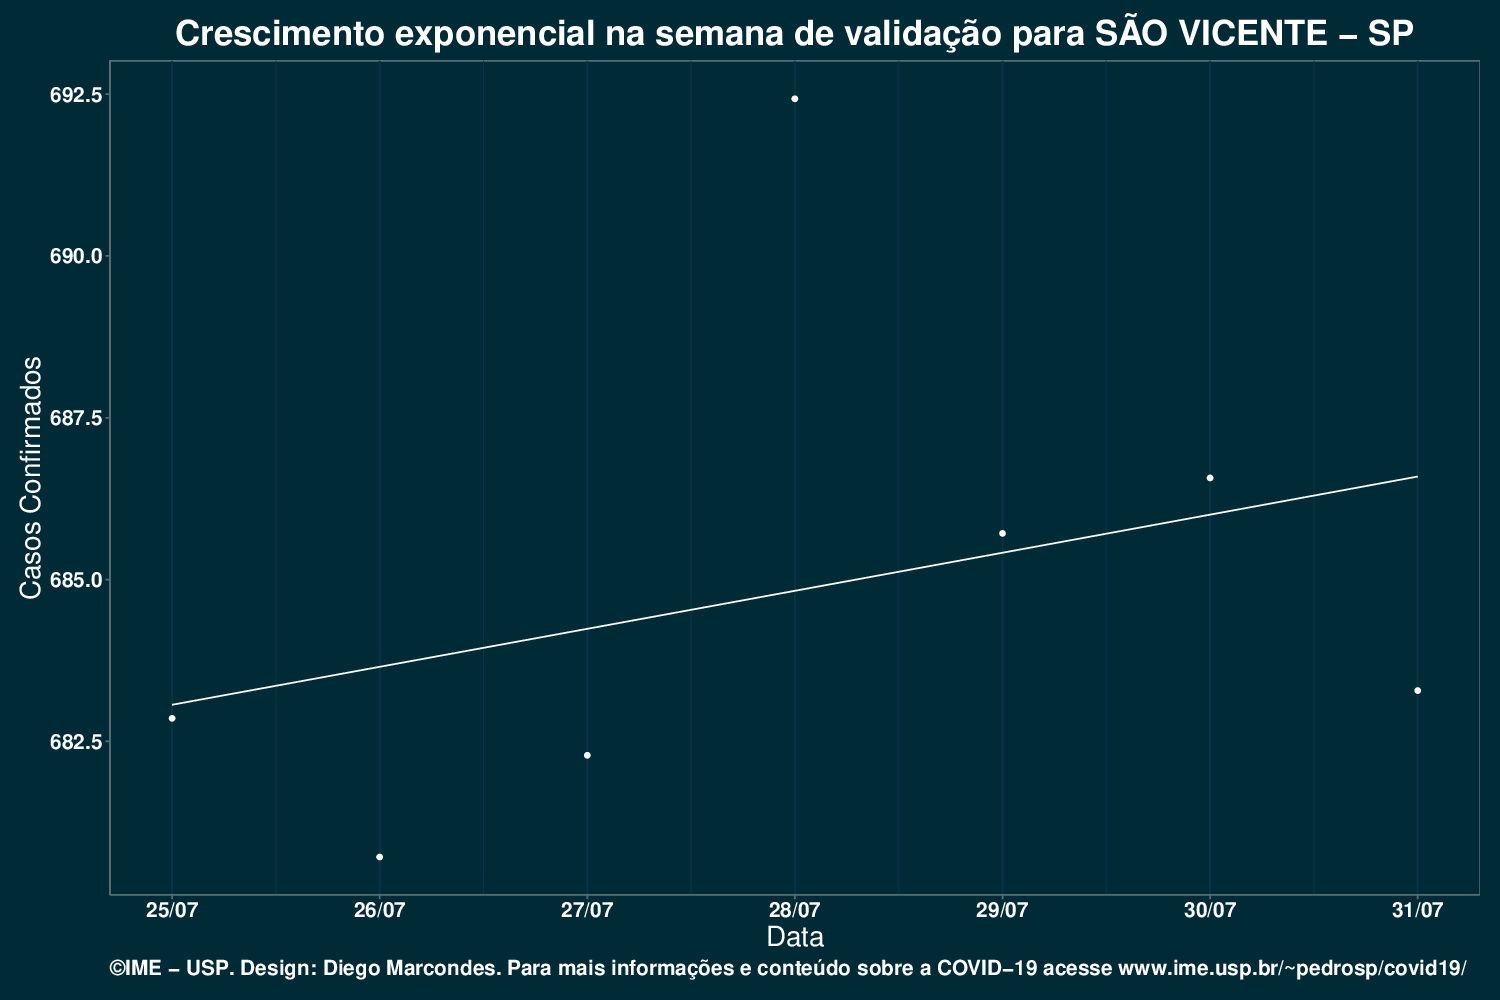 Crescimento exponencial na semana de validação para SÃO VICENTE − SP
692.5
690.0
687.5
685.0
682.5
Casos Confirmados
25/07 26/07 27/07 28/07 29/07 30/07 31/07
Data
©IME − USP. Design: Diego Marcondes. Para mais informações e conteúdo sobre a COVID−19 acesse www.ime.usp.br/~pedrosp/covid19/